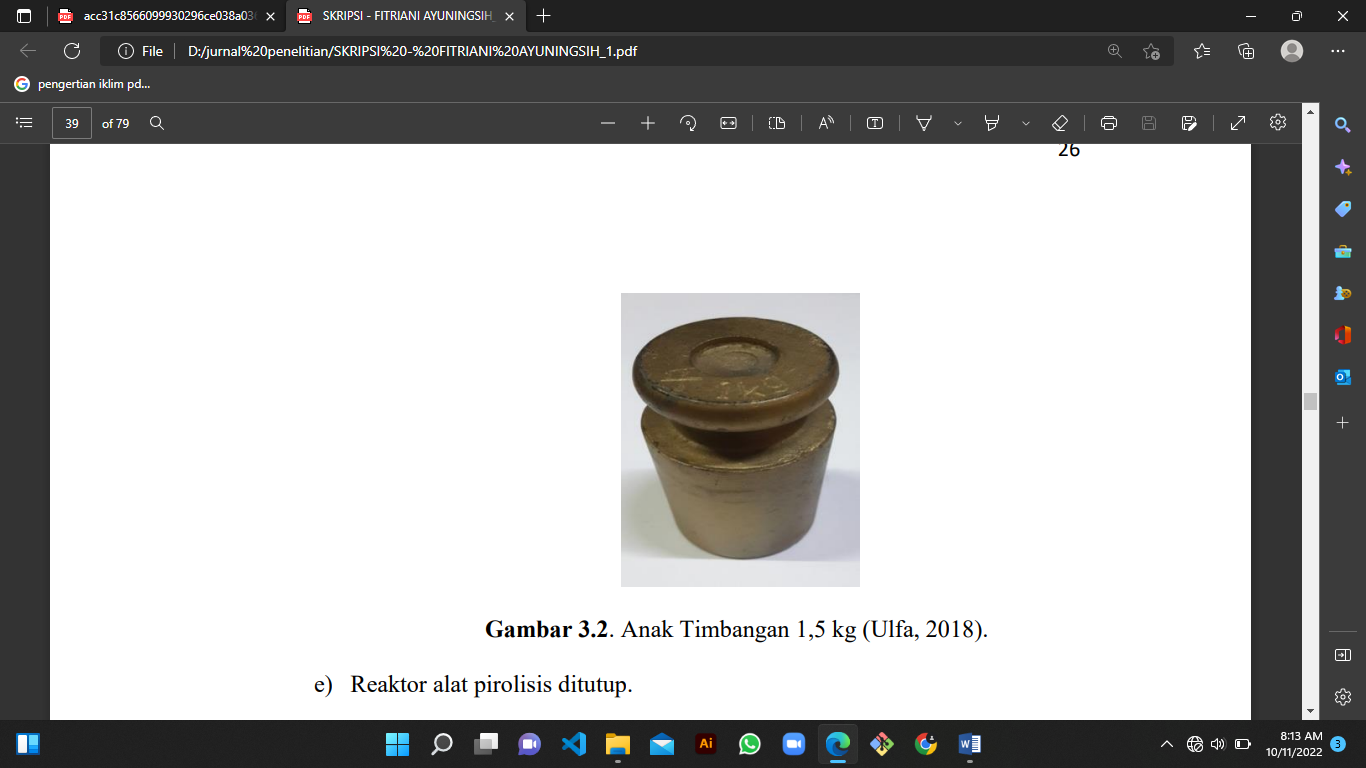 acc31c8566099930296ce038a03
SKRIPSI - FITRIANI AYUNINGSIH_
File
D:/jurnal%20penelitian/SKRIPSI%20-%20FITRIANI%20AYUNINGSIH_1.pdf
pengertian iklim pd...
39 of 79
26
1kg
Gambar 3.2. Anak Timbangan 1,5 kg (Ulfa, 2018).
e) Reaktor alat pirolisis ditutup.
8:13 AM
10/11/2022
3